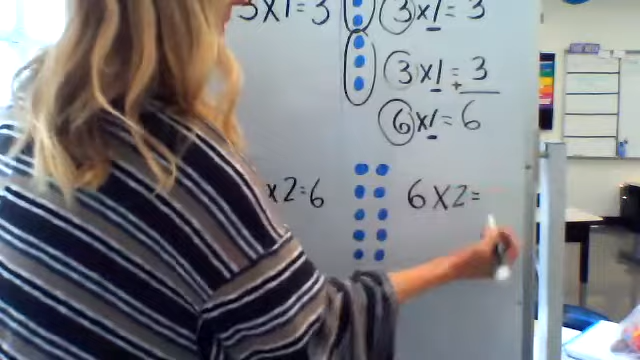 3x1=3
3x1=3
3x1=3
+
6x1=6
x2=6
6x2=